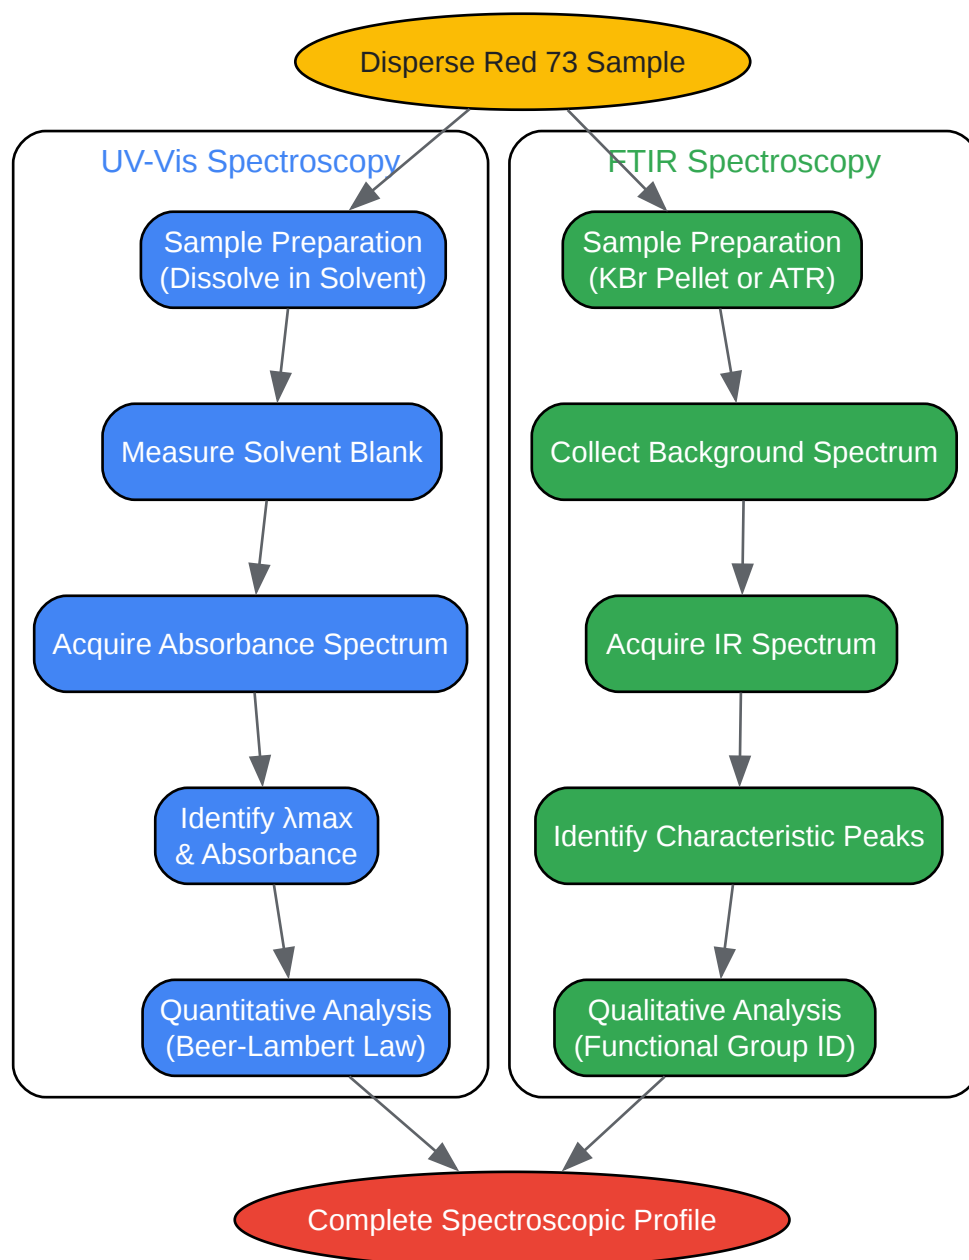 Disperse Red 73 Sample
UV-Vis Spectroscopy
Sample Preparation
(Dissolve in Solvent)
Measure Solvent Blank
Acquire Absorbance Spectrum
Identify λmax
& Absorbance
Quantitative Analysis
(Beer-Lambert Law)
FTIR Spectroscopy
Sample Preparation
(KBr Pellet or ATR)
Collect Background Spectrum
Acquire IR Spectrum
Identify Characteristic Peaks
Qualitative Analysis
(Functional Group ID)
Complete Spectroscopic Profile